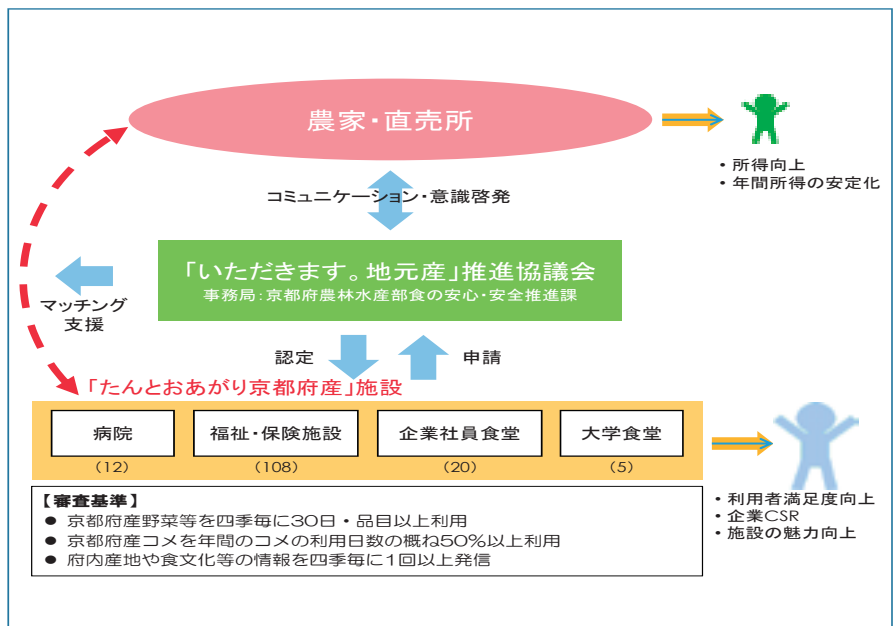 農家・直売所
・所得向上
・年間所得の安定化
コミュニケーション・意識啓発
「いただきます。地元産」推進協議会
事務局:京都府農林水産部食の安心・安全推進課
マッチング
支援
認定
申請
「たんとおあがり京都府産」施設
病院
福祉・保険施設
企業社員食堂
大学食堂
(12)
(108)
(20)
(5)
・利用者満足度向上
・企業CSR
・施設の魅力向上
【審査基準】
● 京都府産野菜等を四季毎に30日・品目以上利用
● 京都府産コメを年間のコメの利用日数の概ね50%以上利用
● 府内産地や食文化等の情報を四季毎に1回以上発信